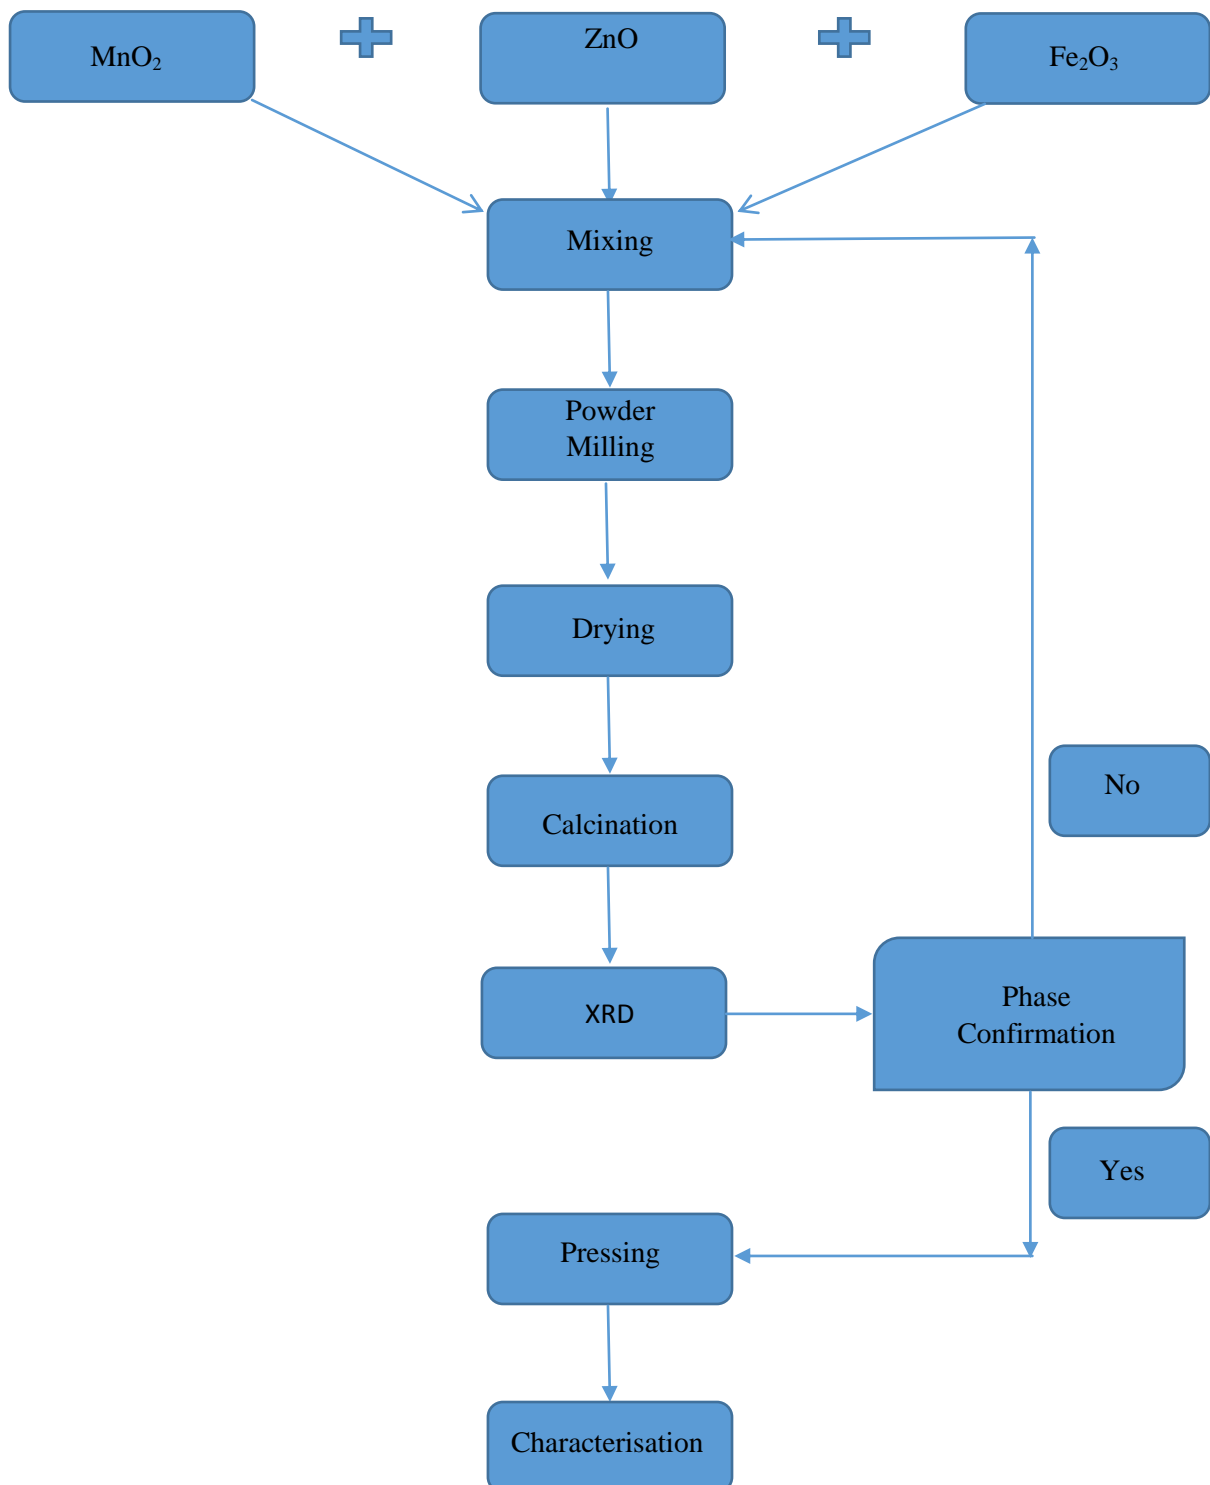 MnO₂
ZnO
Fe₂O₃
Mixing
Powder
Milling
Drying
Calcination
No
XRD
Phase
Confirmation
Yes
Pressing
Characterisation